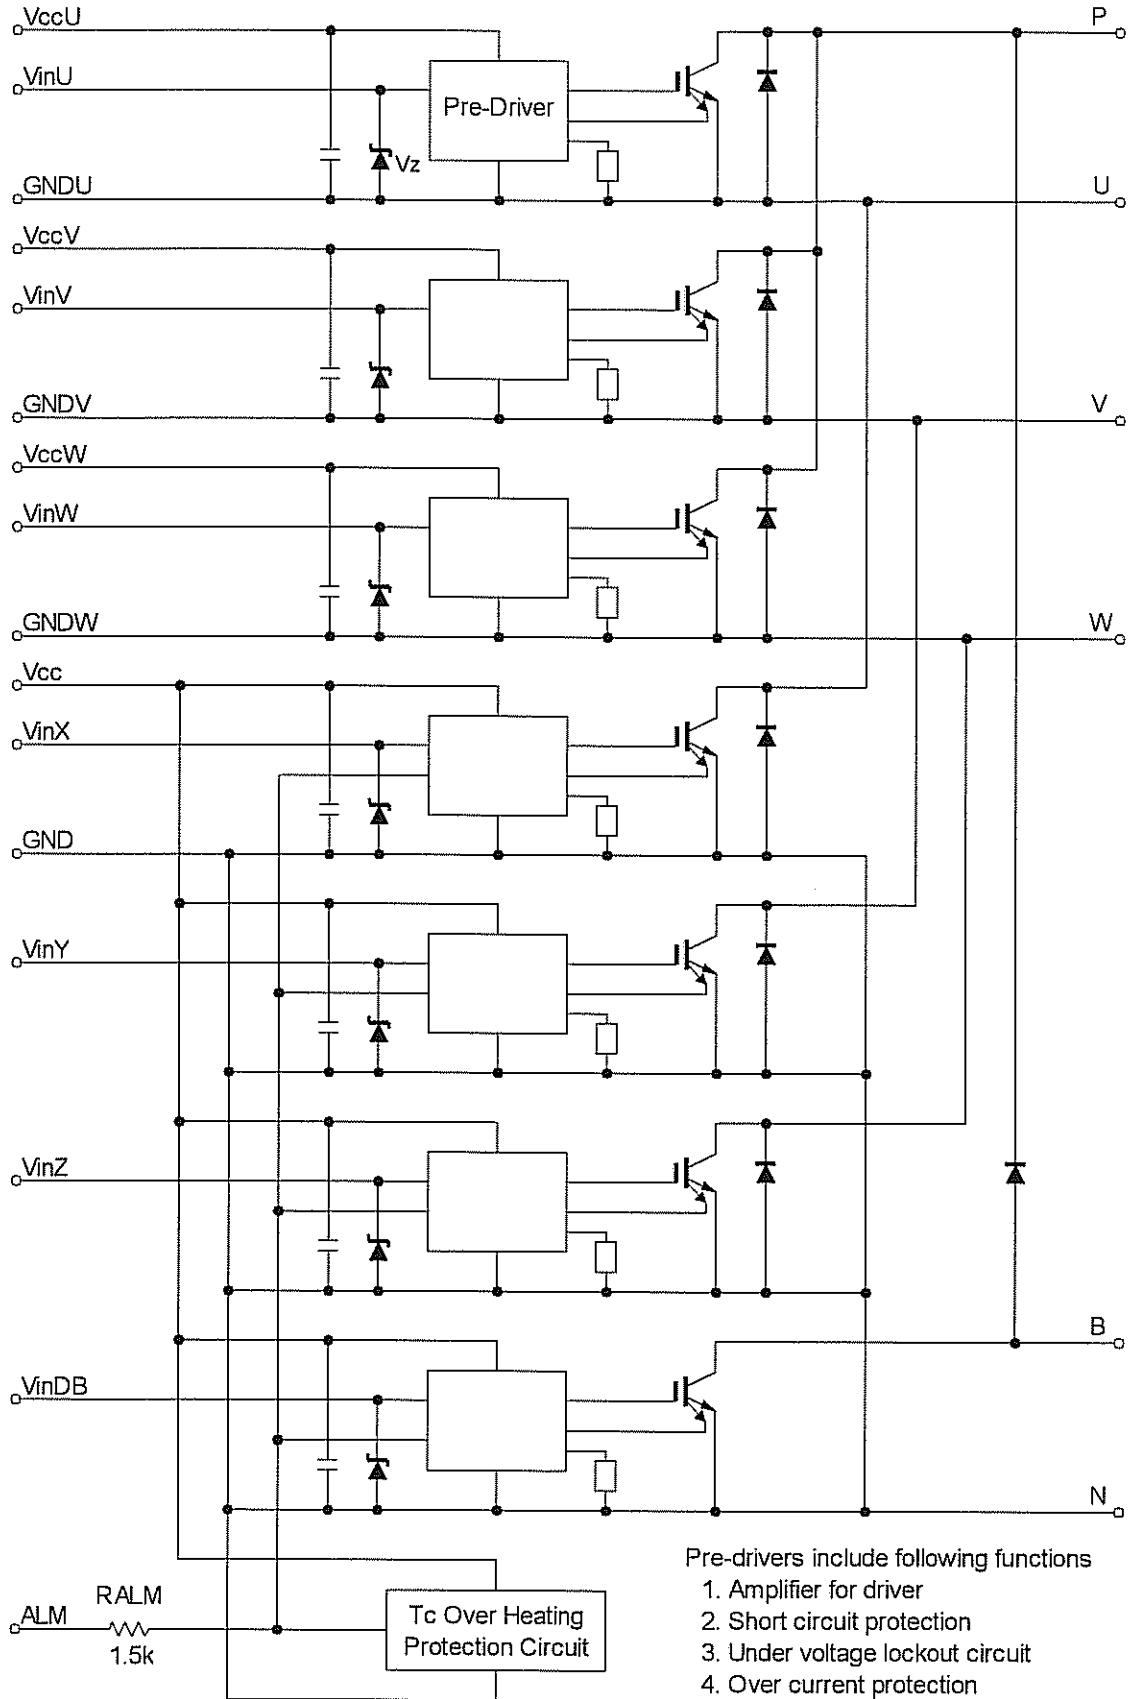 VccU
P
VinU
Pre-Driver
Vz
GNDU
U
VccV
VinV
GNDV
V
VccW
VinW
GNDW
W
Vcc
VinX
GND
VinY
VinZ
B
VinDB
N
Pre-drivers include following functions
1. Amplifier for driver
2. Short circuit protection
3. Under voltage lockout circuit
4. Over current protection
RALM
ALM
1.5k
Tc Over Heating
Protection Circuit